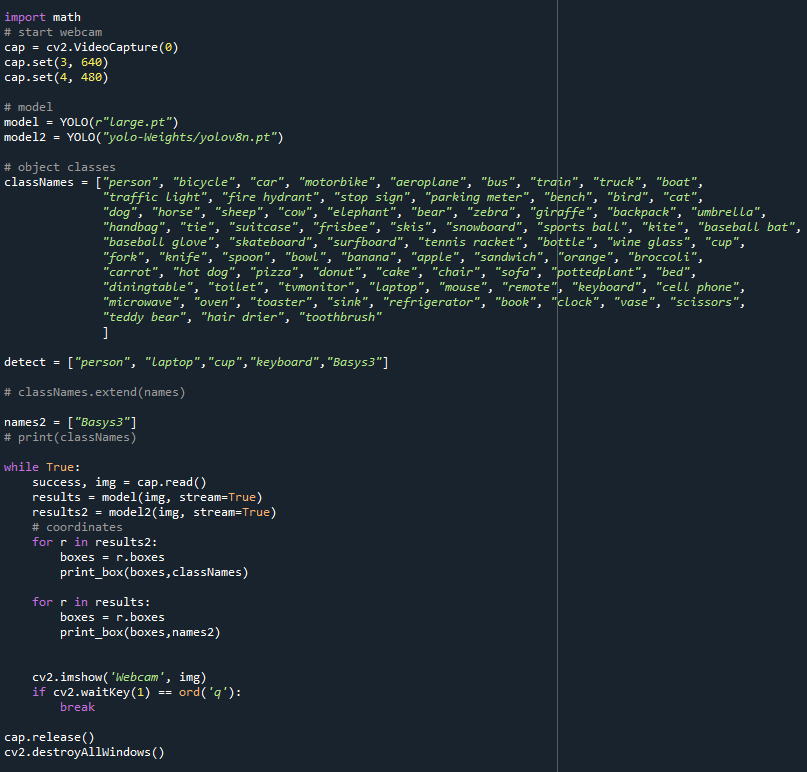 import math
# start webcam
cap = cv2.VideoCapture(0)
cap.set(3, 640)
cap.set(4, 480)

# model
model = YOLO(r"large.pt")
model2 = YOLO("yolo-Weights/yolov8n.pt")

# object classes
classNames = ["person", "bicycle", "car", "motorbike", "aeroplane", "bus", "train", "truck", "boat",
              "traffic light", "fire hydrant", "stop sign", "parking meter", "bench", "bird", "cat",
              "dog", "horse", "sheep", "cow", "elephant", "bear", "zebra", "giraffe", "backpack", "umbrella",
              "handbag", "tie", "suitcase", "frisbee", "skis", "snowboard", "sports ball", "kite", "baseball bat",
              "baseball glove", "skateboard", "surfboard", "tennis racket", "bottle", "wine glass", "cup",
              "fork", "knife", "spoon", "bowl", "banana", "apple", "sandwich", "orange", "broccoli",
              "carrot", "hot dog", "pizza", "donut", "cake", "chair", "sofa", "pottedplant", "bed",
              "diningtable", "toilet", "tvmonitor", "laptop", "mouse", "remote", "keyboard", "cell phone",
              "microwave", "oven", "toaster", "sink", "refrigerator", "book", "clock", "vase", "scissors",
              "teddy bear", "hair drier", "toothbrush"
              ]

detect = ["person", "laptop","cup","keyboard","Basys3"]

# classNames.extend(names)

names2 = ["Basys3"]
# print(classNames)

while True:
    success, img = cap.read()
    results = model(img, stream=True)
    results2 = model2(img, stream=True)
    # coordinates
    for r in results2:
        boxes = r.boxes
        print_box(boxes,classNames)

    for r in results:
        boxes = r.boxes
        print_box(boxes,names2)


    cv2.imshow('Webcam', img)
    if cv2.waitKey(1) == ord('q'):
        break

cap.release()
cv2.destroyAllWindows()